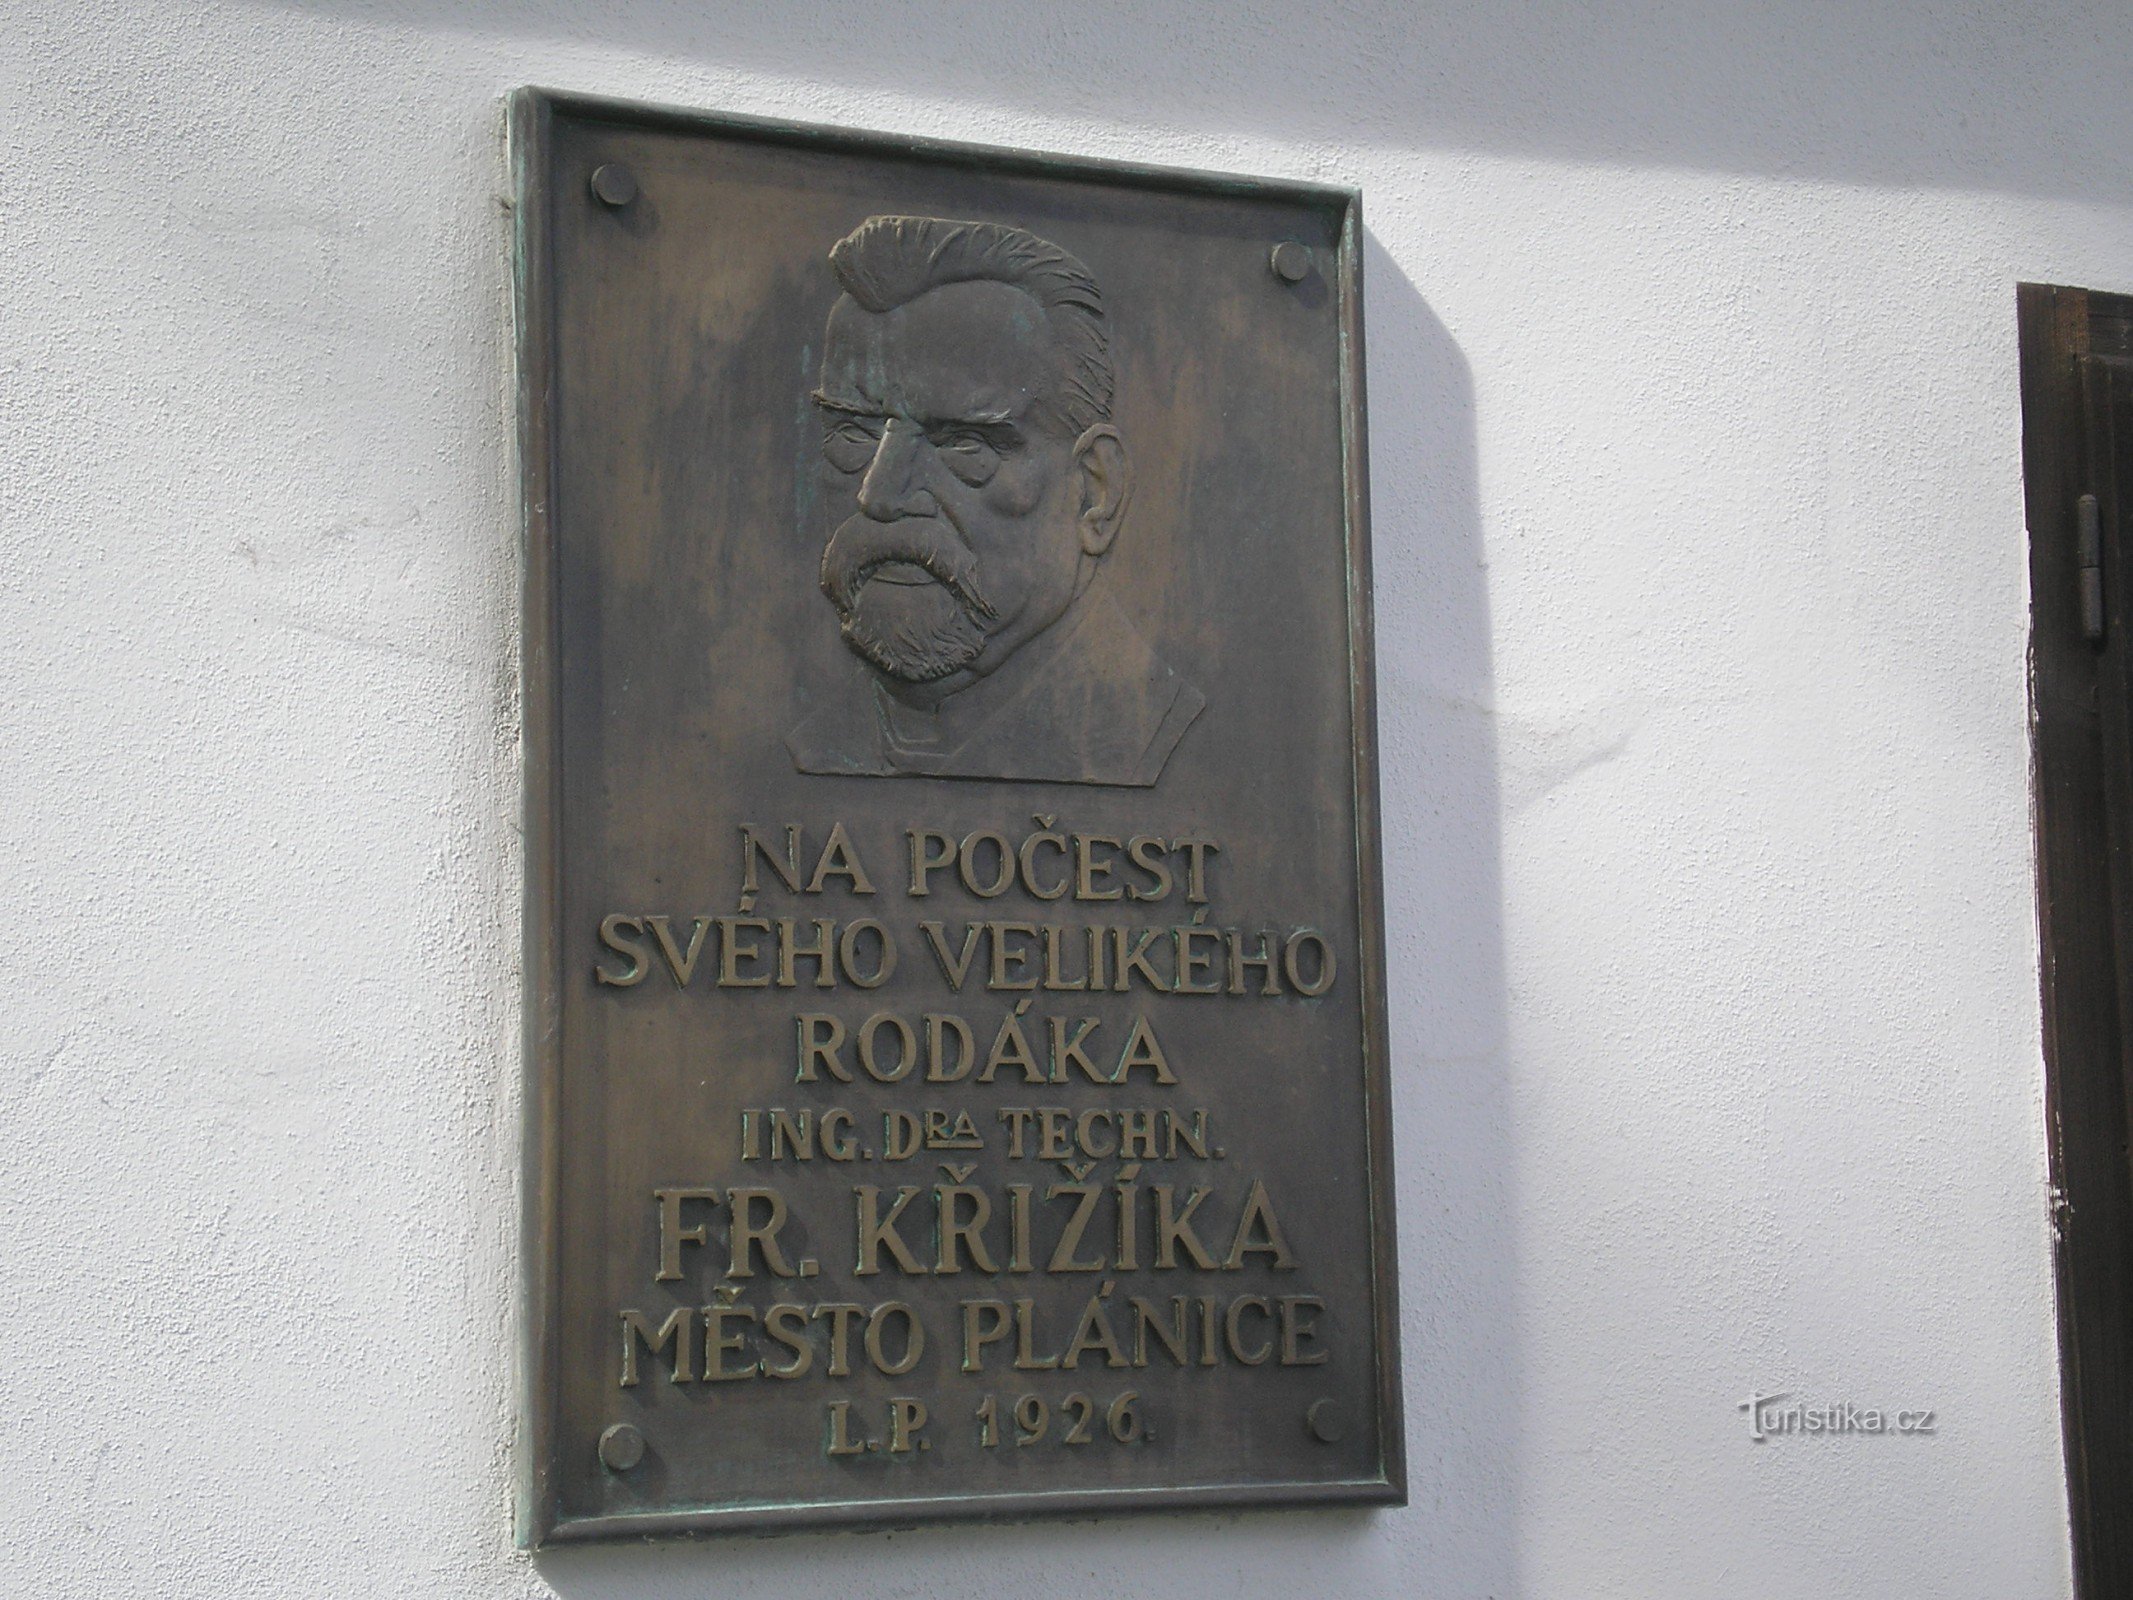 NA POČEST
SVÉHO VELIKÉHO
RODÁKA
ING. DRA TECHN.
FR. KŘIŽÍKA
MĚSTO PLÁNICE
L.P. 1926.
Turistika.cz